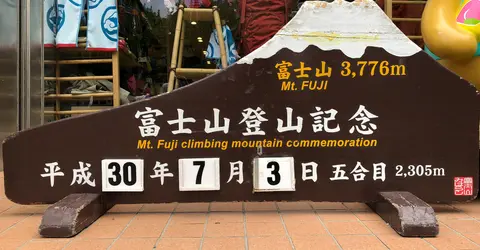 富士山 3,776m
Mt. FUJI
富士山登山記念
Mt. Fuji climbing mountain commemoration
平成 30 年 7 月 3 日 五合目 2,305m